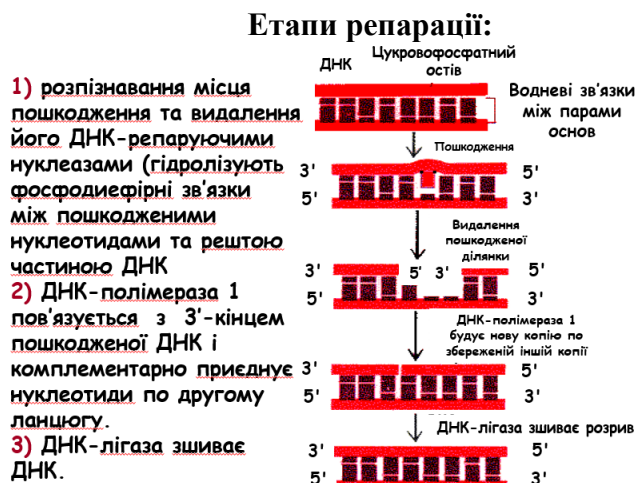 Етапи репарації:
1) розпізнавання місця
пошкодження та видалення
його ДНК-репаруючими
нуклеазами (гідролізують
фосфодиефірні зв'язки
між пошкодженими
нуклеотидами та рештою
частиною ДНК
2) ДНК-полімераза 1
пов'язується з 3'-кінцем
пошкодженої ДНК і
комплементарно приєднує
нуклеотиди по другому
ланцюгу.
3) ДНК-лігаза зшиває
ДНК.
ДНК
Цукровофосфатний
остів
Водневі зв'язки
між парами
основ
Пошкодження
3' 5'
5' 3'
Видалення
пошкодженої
ділянки
3' 5' 3' 5'
5' 3'
ДНК-полімераза 1
будує нову копію по
збереженій іншій копії
3' 5'
5' 3'
ДНК-лігаза зшиває розрив
3' 5'
5' 3'